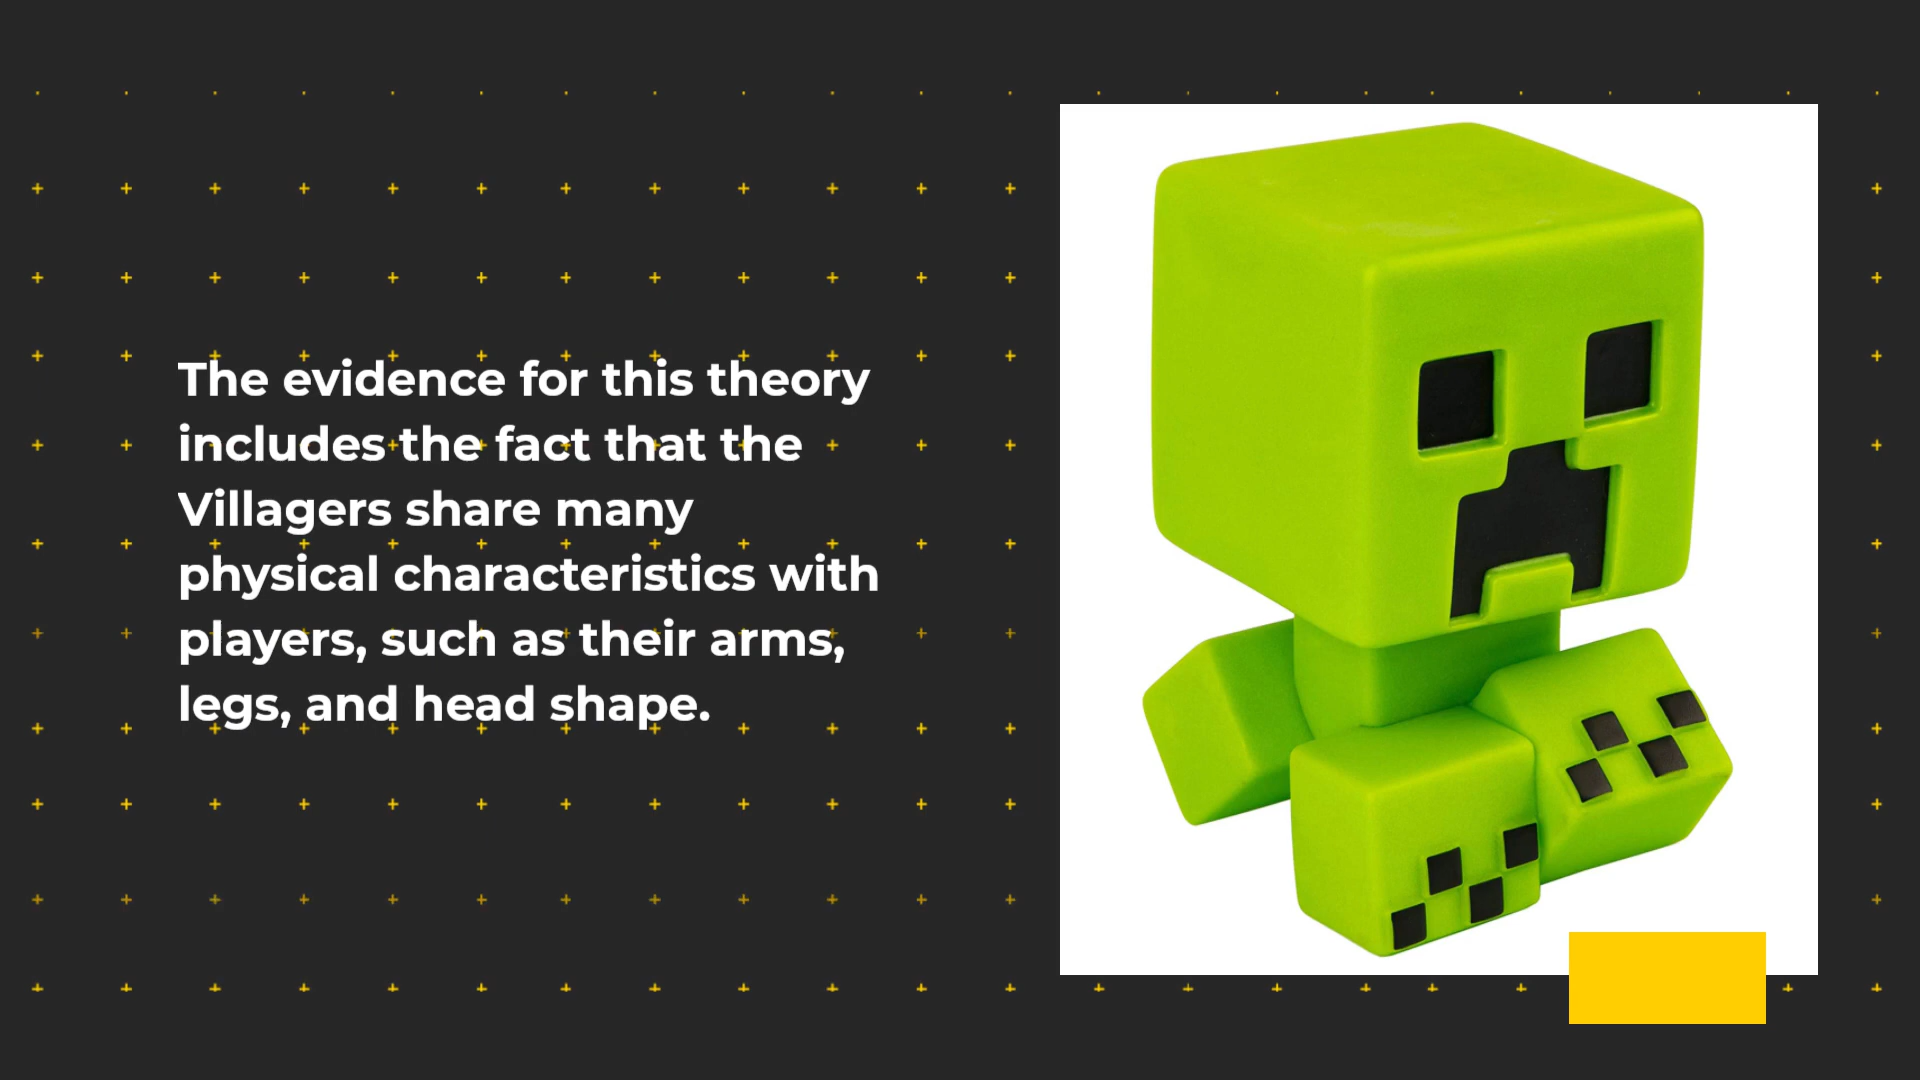 The evidence for this theory
includes the fact that the
Villagers share many
physical characteristics with
players, such as their arms,
legs, and head shape.